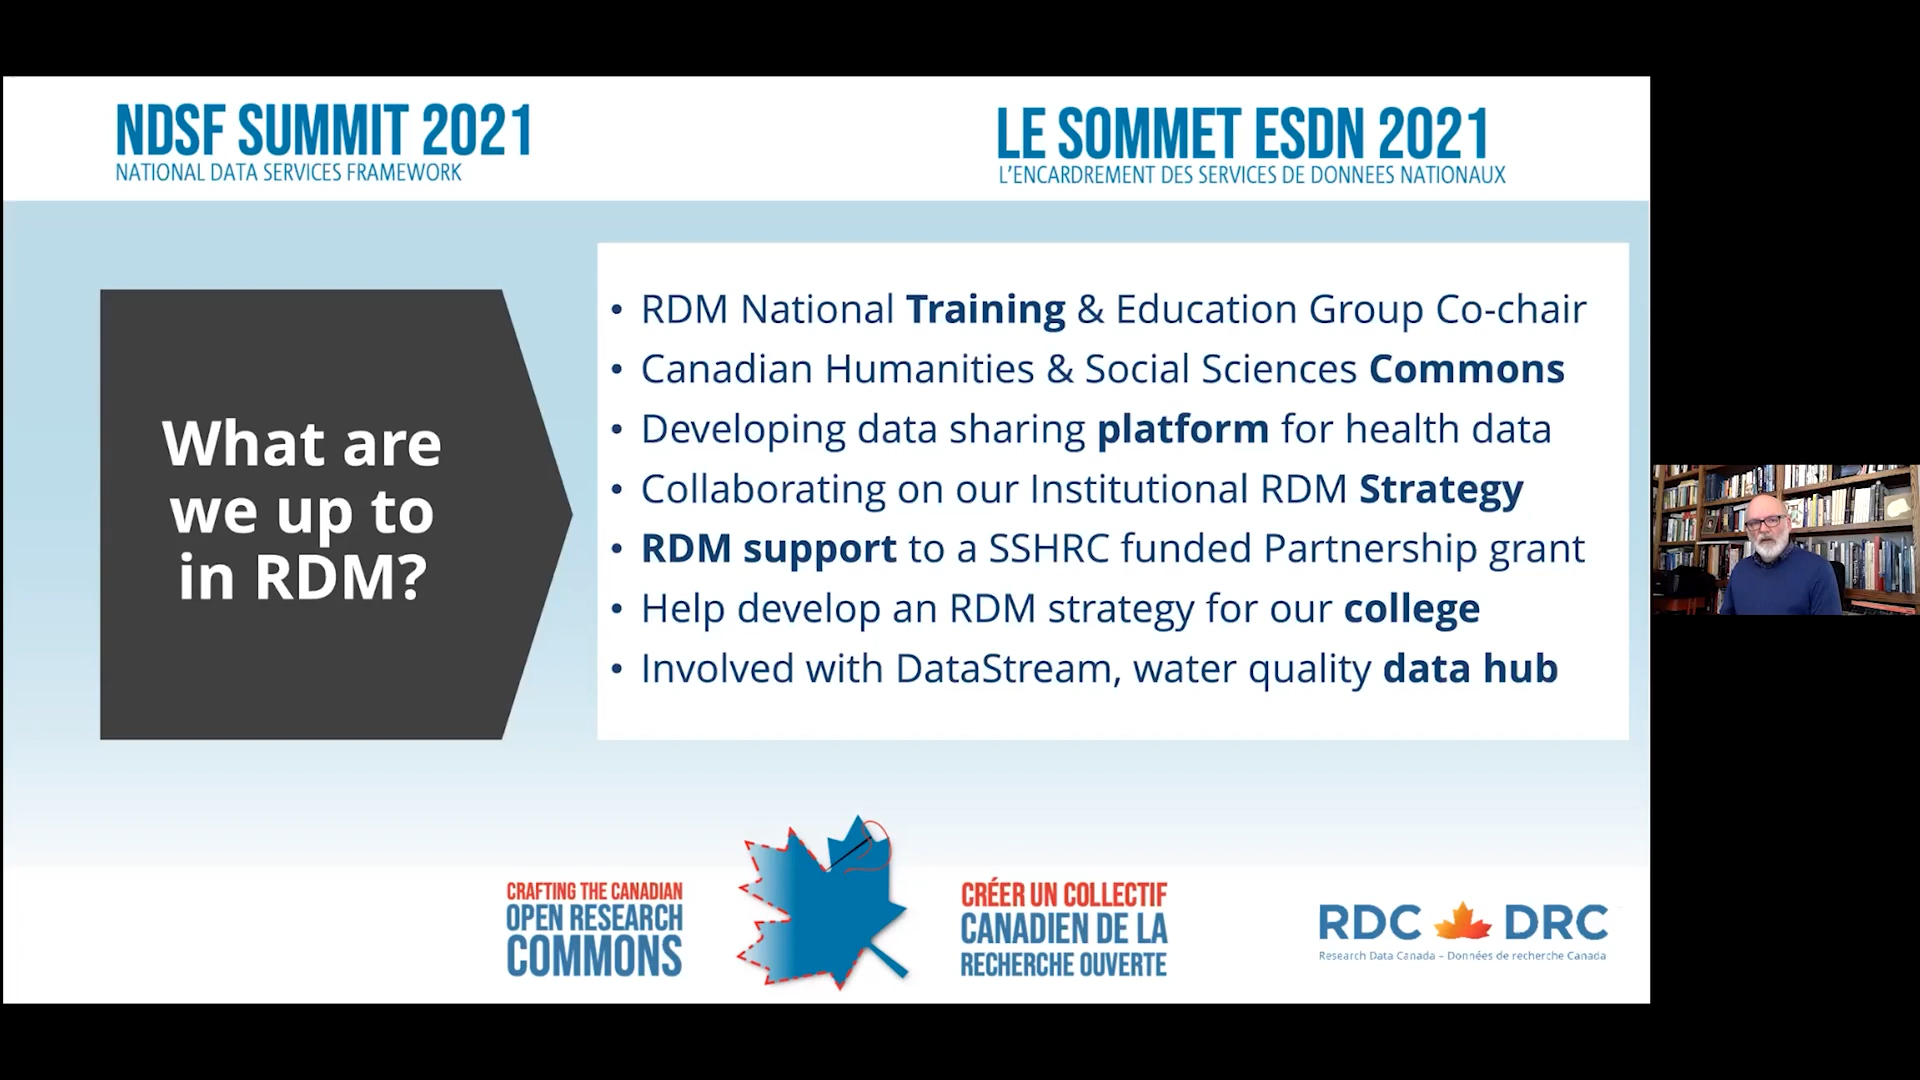 NDSF SUMMIT 2021
NATIONAL DATA SERVICES FRAMEWORK
LE SOMMET ESDN 2021
L'ENCARDREMENT DES SERVICES DE DONNEES NATIONAUX
What are
we up to
in RDM?
• RDM National Training & Education Group Co-chair
• Canadian Humanities & Social Sciences Commons
• Developing data sharing platform for health data
• Collaborating on our Institutional RDM Strategy
• RDM support to a SSHRC funded Partnership grant
• Help develop an RDM strategy for our college
• Involved with DataStream, water quality data hub
CRAFTING THE CANADIAN
OPEN RESEARCH
COMMONS
CRÉER UN COLLECTIF
CANADIEN DE LA
RECHERCHE OUVERTE
RDC DRC
Research Data Canada – Données de recherche Canada